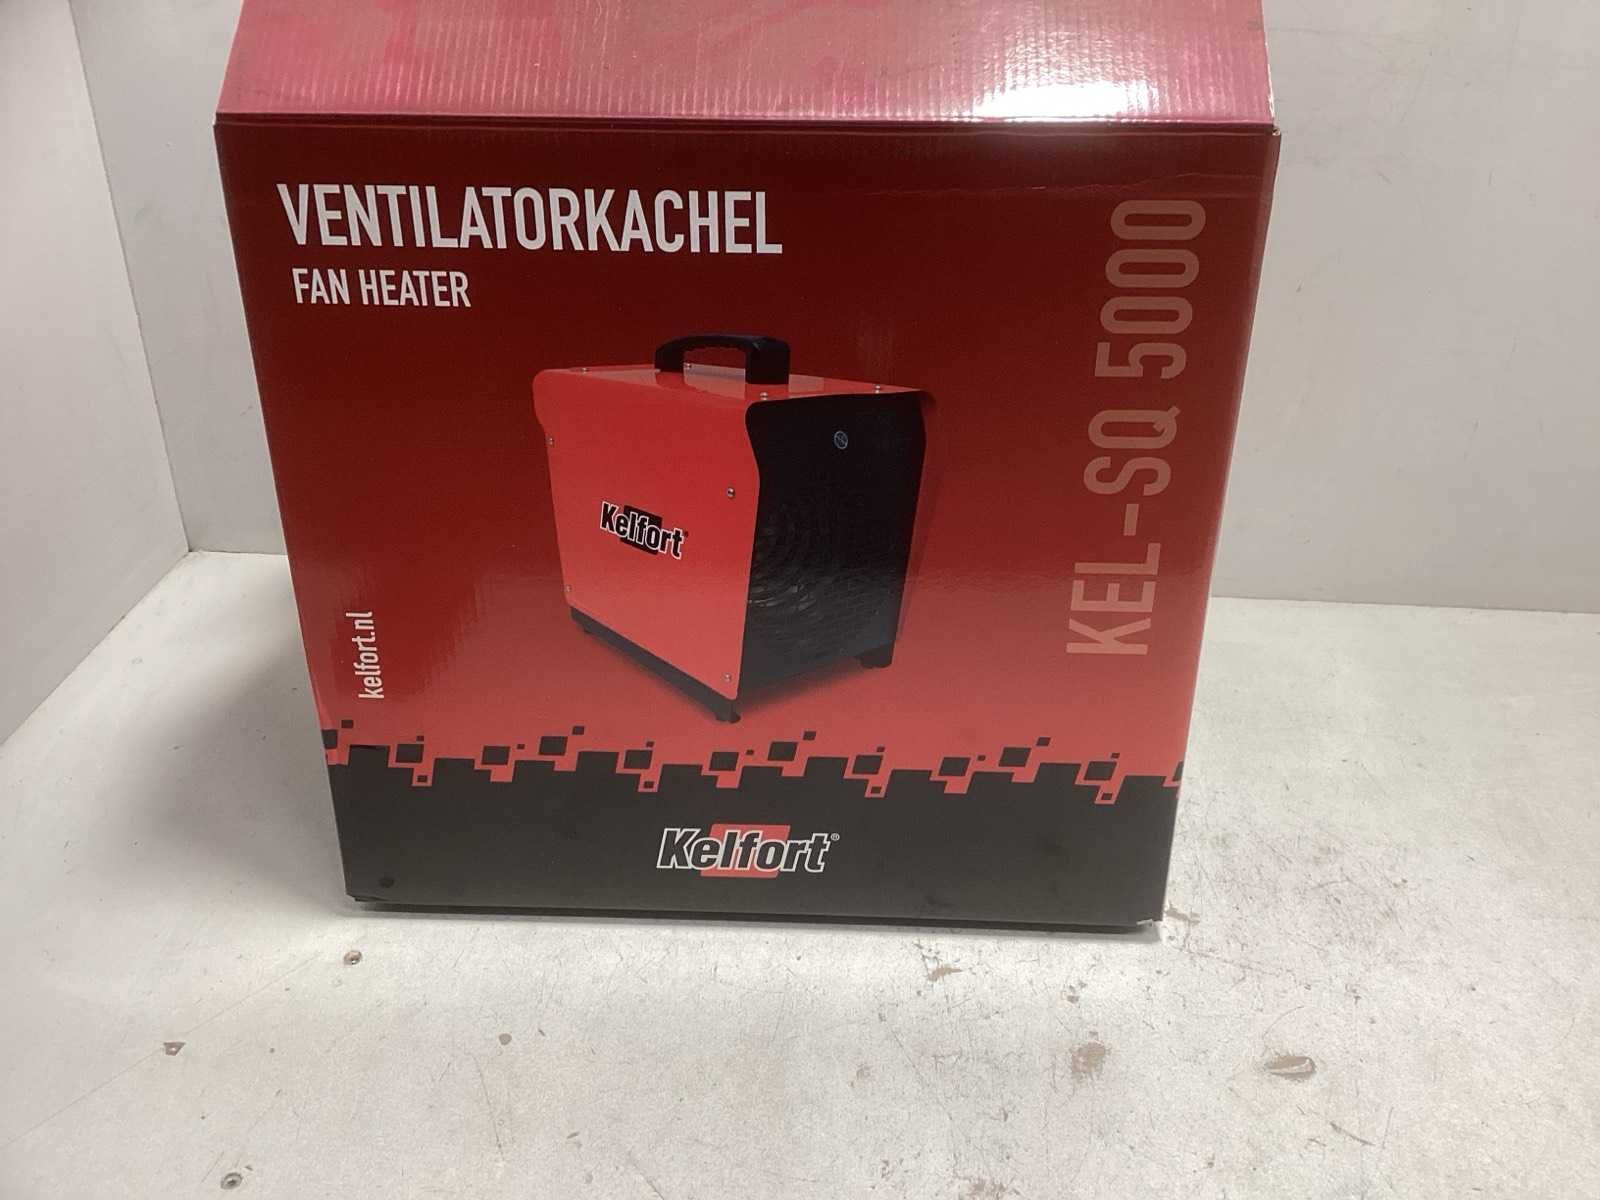 VENTILATORKACHEL
FAN HEATER
KEL-SQ 5000
Kelfort®
kelfort.nl
Kelfort®